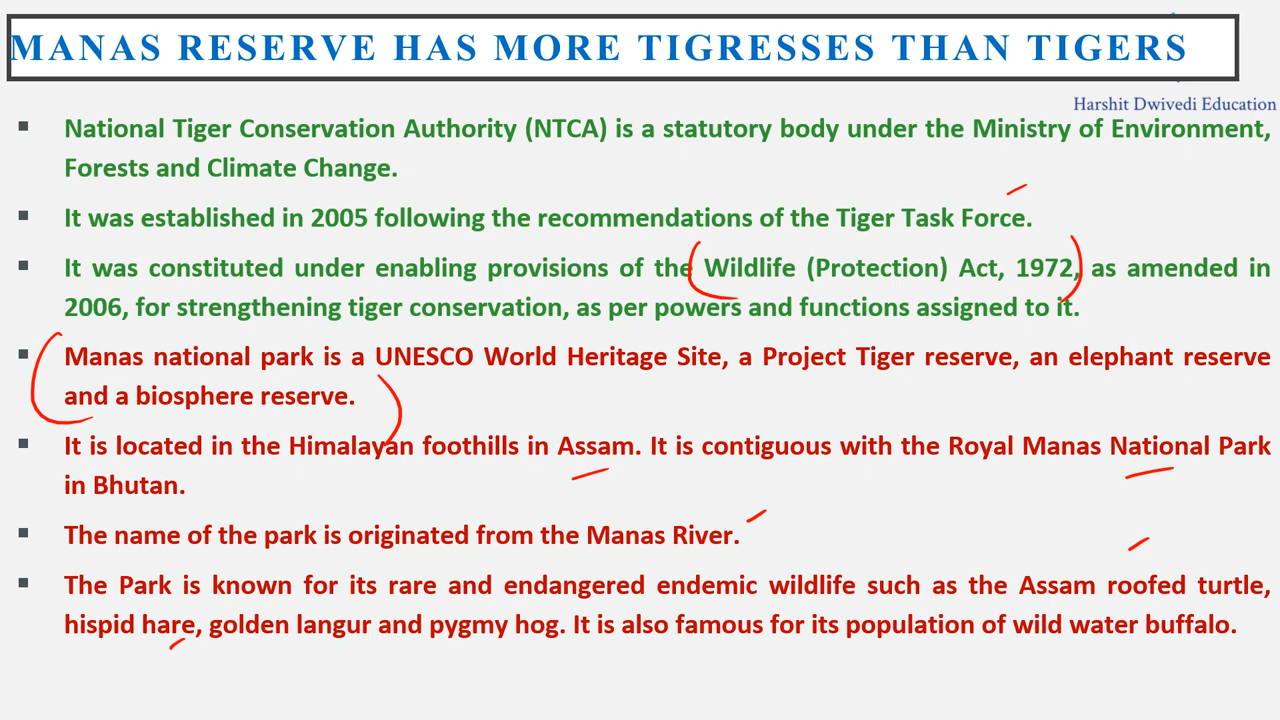 MANAS RESERVE HAS MORE TIGRESSES THAN TIGERS
Harshit Dwivedi Education
▪ National Tiger Conservation Authority (NTCA) is a statutory body under the Ministry of Environment,
Forests and Climate Change.
▪ It was established in 2005 following the recommendations of the Tiger Task Force.
▪ It was constituted under enabling provisions of the Wildlife (Protection) Act, 1972, as amended in
2006, for strengthening tiger conservation, as per powers and functions assigned to it.
▪ Manas national park is a UNESCO World Heritage Site, a Project Tiger reserve, an elephant reserve
and a biosphere reserve.
▪ It is located in the Himalayan foothills in Assam. It is contiguous with the Royal Manas National Park
in Bhutan.
▪ The name of the park is originated from the Manas River.
▪ The Park is known for its rare and endangered endemic wildlife such as the Assam roofed turtle,
hispid hare, golden langur and pygmy hog. It is also famous for its population of wild water buffalo.